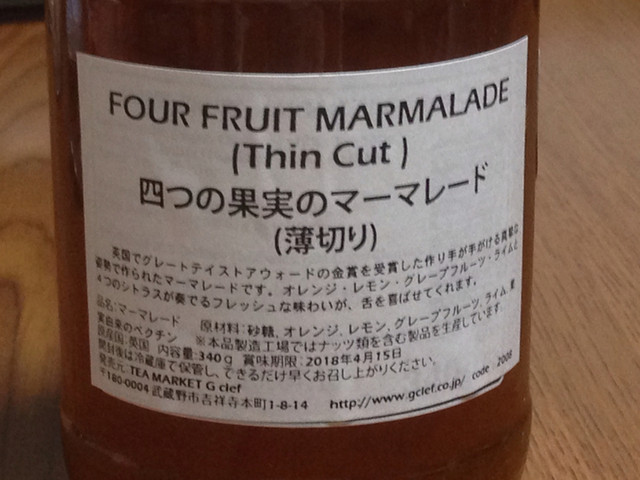 FOUR FRUIT MARMALADE
(Thin Cut )
四つの果実のマーマレード
(薄切り)
英国でグレートテイストアウォードの金賞を受賞した作り手が手がける真摯な
姿勢で作られたマーマレードです。オレンジ・レモン・グレープフルーツ・ライムと
4つのシトラスが奏でるフレッシュな味わいが、舌を喜ばせてくれます。
品名:マーマレード 原材料:砂糖, オレンジ, レモン, グレープフルーツ, ライム, 果
実由来のペクチン ※本品製造工場ではナッツ類を含む製品を生産しています.
原産国:英国 内容量:340g 賞味期限:2018年4月15日
開封後は冷蔵庫で保管し、できるだけ早くお召し上がりください.
発売元:TEA MARKET G clef
〒180-0004 武蔵野市吉祥寺本町1-8-14 http://www.gclef.co.jp/ code : 2008